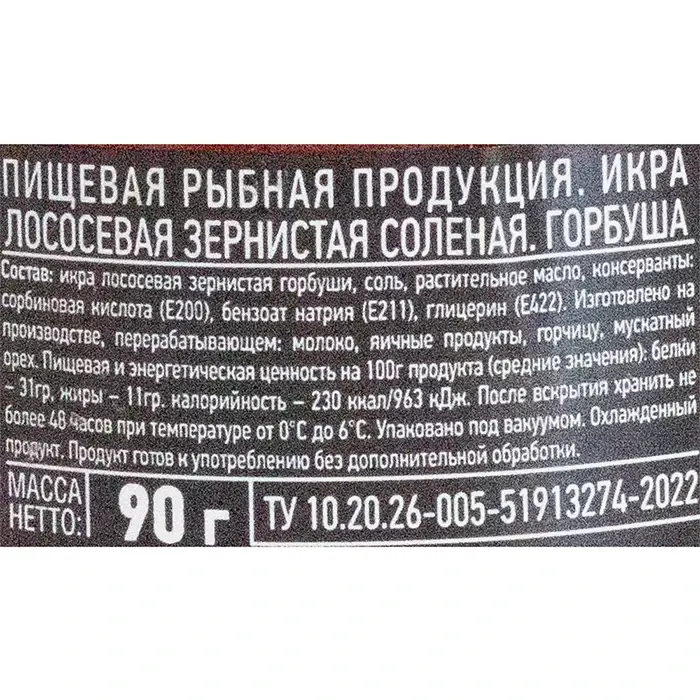 ПИЩЕВАЯ РЫБНАЯ ПРОДУКЦИЯ. ИКРА
ЛОСОСЕВАЯ ЗЕРНИСТАЯ СОЛЕНАЯ. ГОРБУША
Состав: икра лососевая зернистая горбуши, соль, растительное масло, консерванты:
сорбиновая кислота (Е200), бензоат натрия (Е211), глицерин (Е422). Изготовлено на
производстве, перерабатывающем: молоко, яичные продукты, горчицу, мускатный
орех. Пищевая и энергетическая ценность на 100г продукта (средние значения): белки
– 31гр, жиры – 11гр. калорийность – 230 ккал/963 кДж. После вскрытия хранить не
более 48 часов при температуре от 0°С до 6°С. Упаковано под вакуумом. Охлажденный
продукт. Продукт готов к употреблению без дополнительной обработки.
МАССА
НЕТТО:
90 г
ТУ 10.20.26-005-51913274-2022